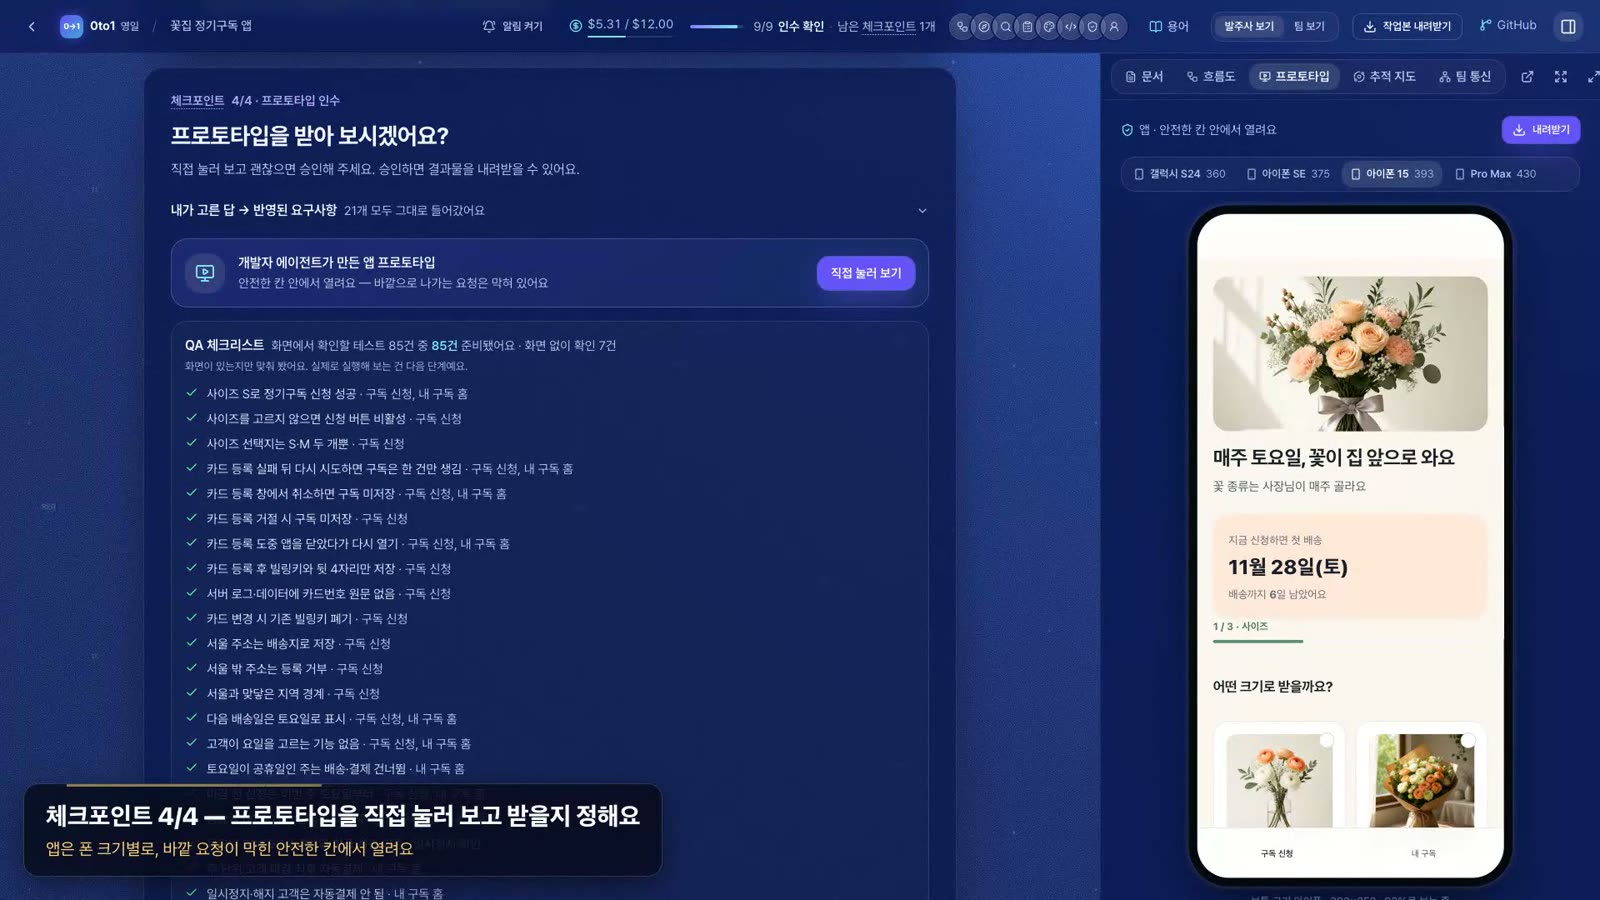 0→1 0to1 영일 / 꽃집 정기구독 앱
알림 켜기
$5.31 / $12.00
9/9 인수 확인 · 남은 체크포인트 1개
용어
발주사 보기 팀 보기
작업본 내려받기
GitHub
체크포인트 4/4 · 프로토타입 인수
프로토타입을 받아 보시겠어요?
직접 눌러 보고 괜찮으면 승인해 주세요. 승인하면 결과물을 내려받을 수 있어요.
내가 고른 답 → 반영된 요구사항 21개 모두 그대로 들어갔어요
개발자 에이전트가 만든 앱 프로토타입
안전한 칸 안에서 열려요 — 바깥으로 나가는 요청은 막혀 있어요
직접 눌러 보기
QA 체크리스트 화면에서 확인할 테스트 85건 중 85건 준비됐어요 · 화면 없이 확인 7건
화면이 있는지만 맞춰 봤어요. 실제로 실행해 보는 건 다음 단계예요.
사이즈 S로 정기구독 신청 성공 · 구독 신청, 내 구독 홈
사이즈를 고르지 않으면 신청 버튼 비활성 · 구독 신청
사이즈 선택지는 S·M 두 개뿐 · 구독 신청
카드 등록 실패 뒤 다시 시도하면 구독은 한 건만 생김 · 구독 신청, 내 구독 홈
카드 등록 창에서 취소하면 구독 미저장 · 구독 신청, 내 구독 홈
카드 등록 거절 시 구독 미저장 · 구독 신청
카드 등록 도중 앱을 닫았다가 다시 열기 · 구독 신청, 내 구독 홈
카드 등록 후 빌링키와 뒷 4자리만 저장 · 구독 신청
서버 로그·데이터에 카드번호 원문 없음 · 구독 신청
카드 변경 시 기존 빌링키 폐기 · 구독 신청
서울 주소는 배송지로 저장 · 구독 신청
서울 밖 주소는 등록 거부 · 구독 신청
서울과 맞닿은 지역 경계 · 구독 신청
다음 배송일은 토요일로 표시 · 구독 신청, 내 구독 홈
고객이 요일을 고르는 기능 없음 · 구독 신청, 내 구독 홈
토요일이 공휴일인 주는 배송·결제 건너뜀 · 내 구독 홈
체크포인트 4/4 — 프로토타입을 직접 눌러 보고 받을지 정해요
앱은 폰 크기별로, 바깥 요청이 막힌 안전한 칸에서 열려요
일시정지·해지 고객은 자동결제 안 됨 · 내 구독 홈
문서 흐름도 프로토타입 추적 지도 팀 통신
앱 · 안전한 칸 안에서 열려요
내려받기
갤럭시 S24 360 아이폰 SE 375 아이폰 15 393 Pro Max 430
매주 토요일, 꽃이 집 앞으로 와요
꽃 종류는 사장님이 매주 골라요
지금 신청하면 첫 배송
11월 28일(토)
배송까지 6일 남았어요
1 / 3 · 사이즈
어떤 크기로 받을까요?
구독 신청 내 구독